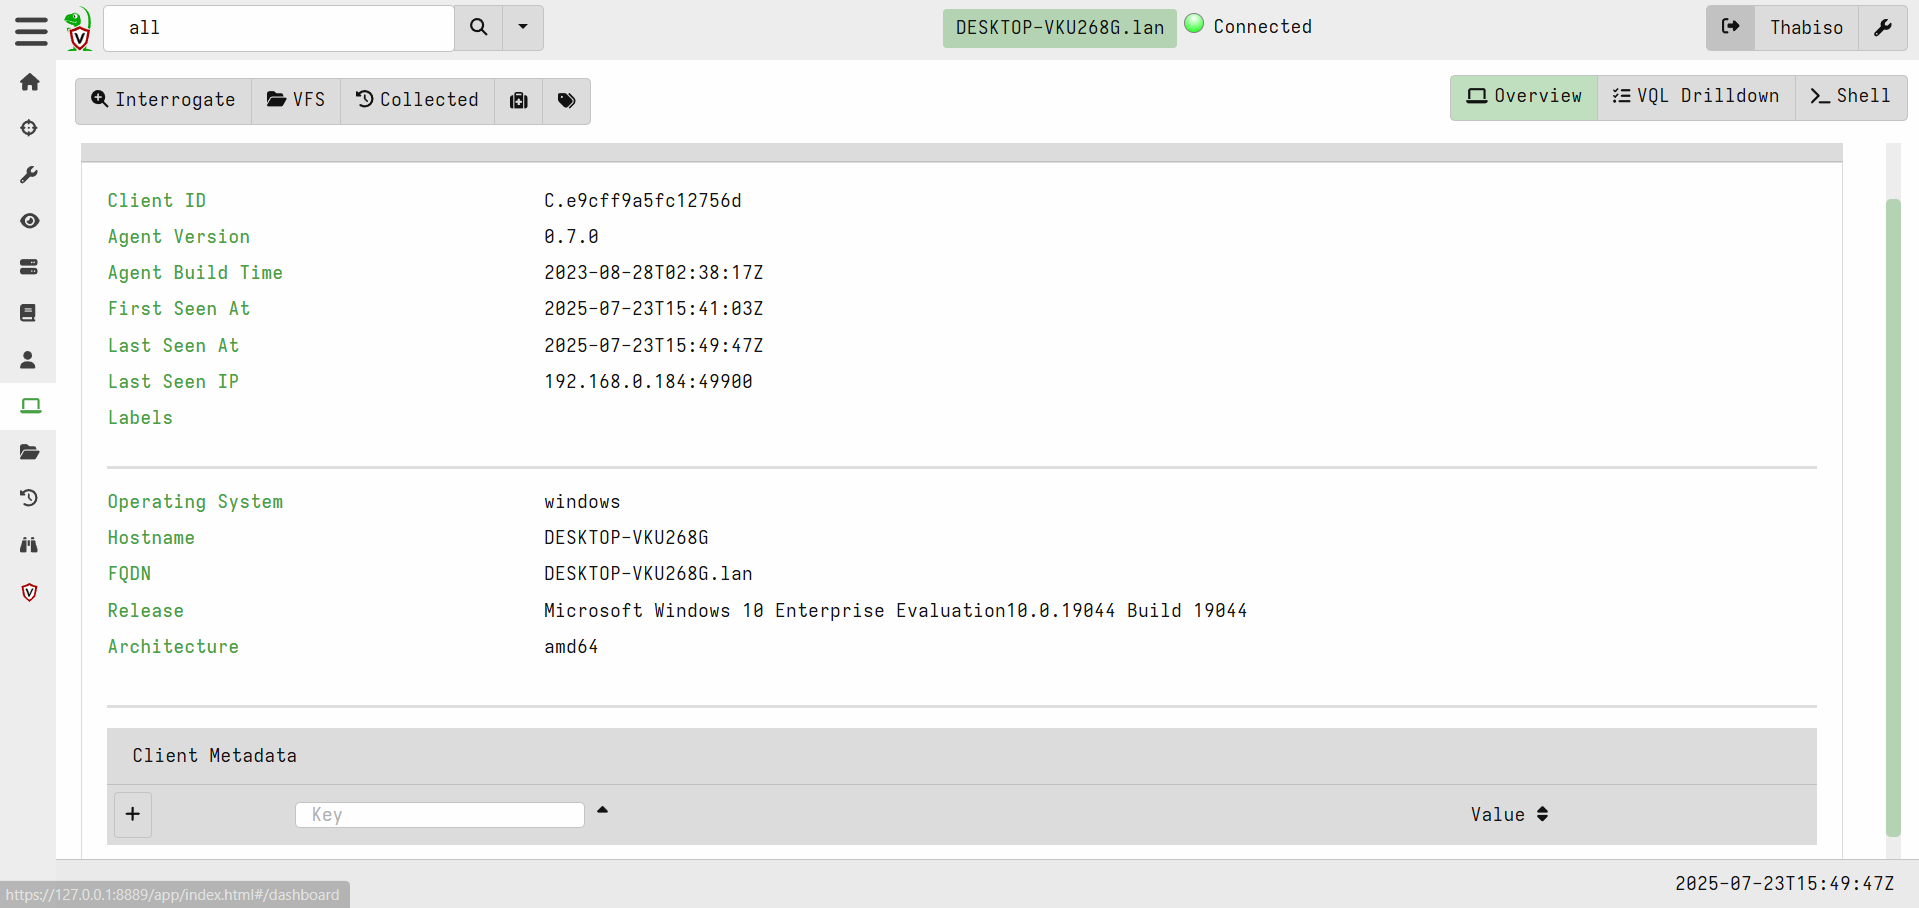 all
DESKTOP-VKU268G.lan Connected
Thabiso
Interrogate VFS Collected
Overview VQL Drilldown Shell
Client ID C.e9cff9a5fc12756d
Agent Version 0.7.0
Agent Build Time 2023-08-28T02:38:17Z
First Seen At 2025-07-23T15:41:03Z
Last Seen At 2025-07-23T15:49:47Z
Last Seen IP 192.168.0.184:49900
Labels
Operating System windows
Hostname DESKTOP-VKU268G
FQDN DESKTOP-VKU268G.lan
Release Microsoft Windows 10 Enterprise Evaluation10.0.19044 Build 19044
Architecture amd64
Client Metadata
Key Value
https://127.0.0.1:8889/app/index.html#/dashboard
2025-07-23T15:49:47Z